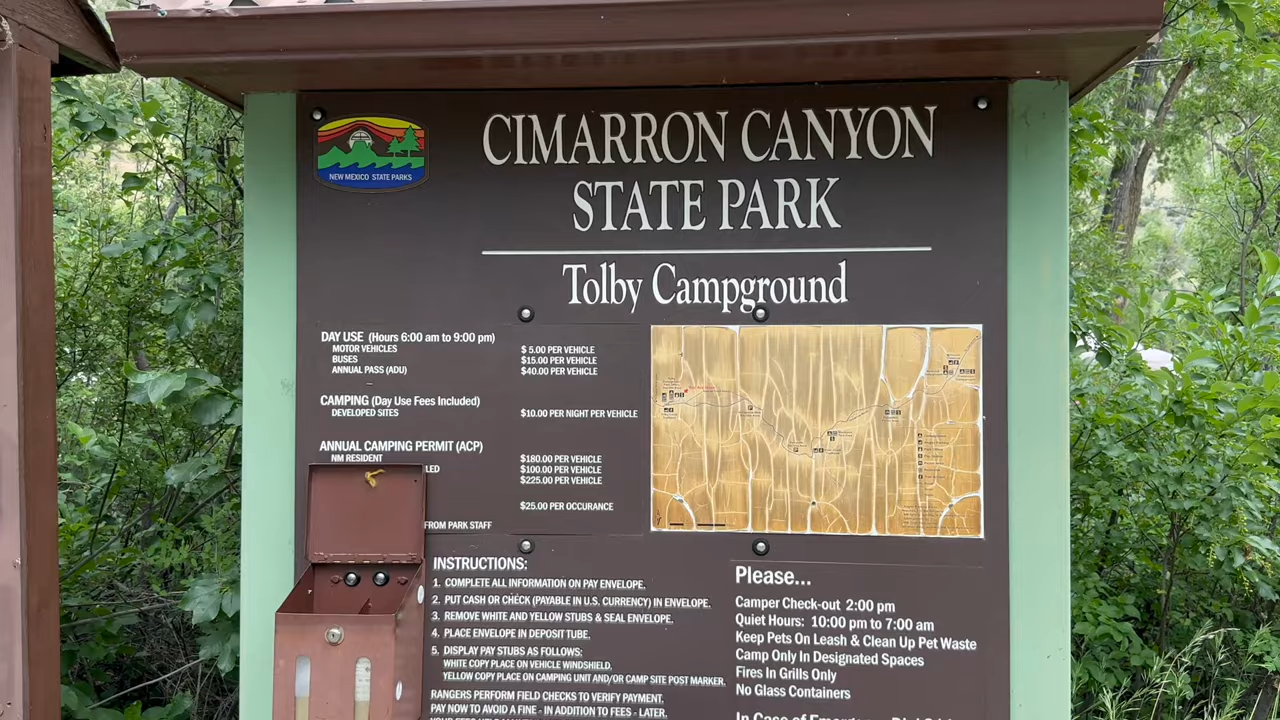 NEW MEXICO STATE PARKS
CIMARRON CANYON
STATE PARK
Tolby Campground
DAY USE (Hours 6:00 am to 9:00 pm)
MOTOR VEHICLES $ 5.00 PER VEHICLE
BUSES $15.00 PER VEHICLE
ANNUAL PASS (ADU) $40.00 PER VEHICLE
CAMPING (Day Use Fees Included)
DEVELOPED SITES $10.00 PER NIGHT PER VEHICLE
ANNUAL CAMPING PERMIT (ACP)
NM RESIDENT $180.00 PER VEHICLE
LED $100.00 PER VEHICLE
$225.00 PER VEHICLE
$25.00 PER OCCURANCE
FROM PARK STAFF
INSTRUCTIONS:
1. COMPLETE ALL INFORMATION ON PAY ENVELOPE.
2. PUT CASH OR CHECK (PAYABLE IN U.S. CURRENCY) IN ENVELOPE.
3. REMOVE WHITE AND YELLOW STUBS & SEAL ENVELOPE.
4. PLACE ENVELOPE IN DEPOSIT TUBE.
5. DISPLAY PAY STUBS AS FOLLOWS:
WHITE COPY PLACE ON VEHICLE WINDSHIELD.
YELLOW COPY PLACE ON CAMPING UNIT AND/OR CAMP SITE POST MARKER.
RANGERS PERFORM FIELD CHECKS TO VERIFY PAYMENT.
PAY NOW TO AVOID A FINE - IN ADDITION TO FEES - LATER.
Please...
Camper Check-out 2:00 pm
Quiet Hours: 10:00 pm to 7:00 am
Keep Pets On Leash & Clean Up Pet Waste
Camp Only In Designated Spaces
Fires In Grills Only
No Glass Containers
In Case of